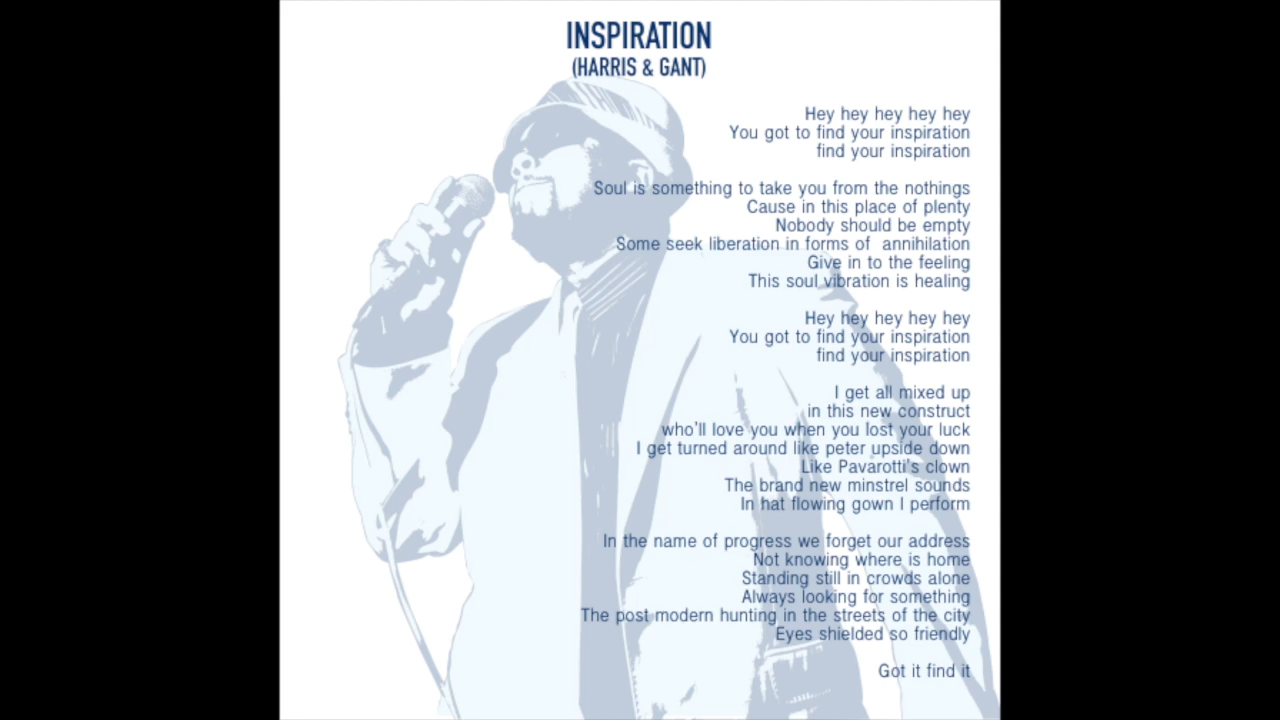 INSPIRATION
(HARRIS & GANT)
Hey hey hey hey hey
You got to find your inspiration
find your inspiration
Soul is something to take you from the nothings
Cause in this place of plenty
Nobody should be empty
Some seek liberation in forms of  annihilation
Give in to the feeling
This soul vibration is healing
Hey hey hey hey hey
You got to find your inspiration
find your inspiration
I get all mixed up
in this new construct
who'll love you when you lost your luck
I get turned around like peter upside down
Like Pavarotti's clown
The brand new minstrel sounds
In hat flowing gown I perform
In the name of progress we forget our address
Not knowing where is home
Standing still in crowds alone
Always looking for something
The post modern hunting in the streets of the city
Eyes shielded so friendly
Got it find it